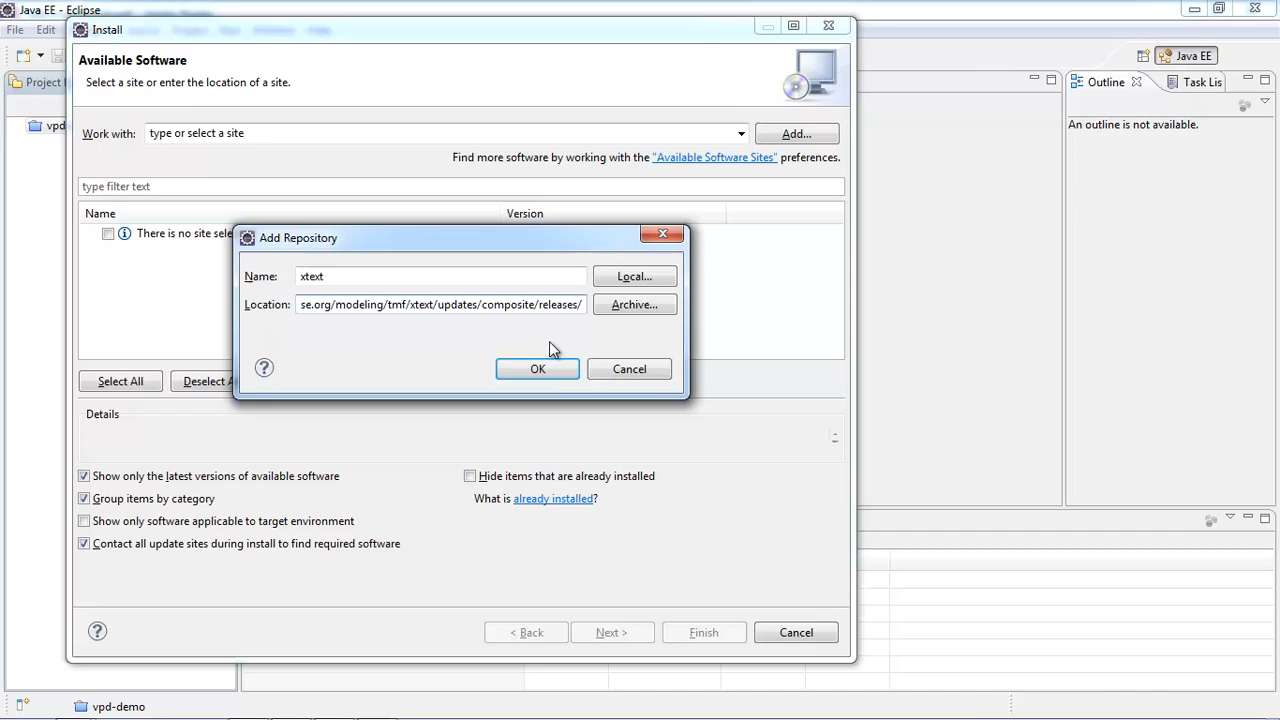 Java EE - Eclipse
File Edit
Install
Available Software
Select a site or enter the location of a site.
Work with: type or select a site Add...
Find more software by working with the "Available Software Sites" preferences.
type filter text
Name Version
There is no site sele
Add Repository
Name: xtext Local...
Location: se.org/modeling/tmf/xtext/updates/composite/releases/ Archive...
? OK Cancel
Select All Deselect A
Details
Show only the latest versions of available software
Hide items that are already installed
Group items by category
What is already installed?
Show only software applicable to target environment
Contact all update sites during install to find required software
? < Back Next > Finish Cancel
Java EE
Project
Outline Task Lis
An outline is not available.
vpd
vpd-demo